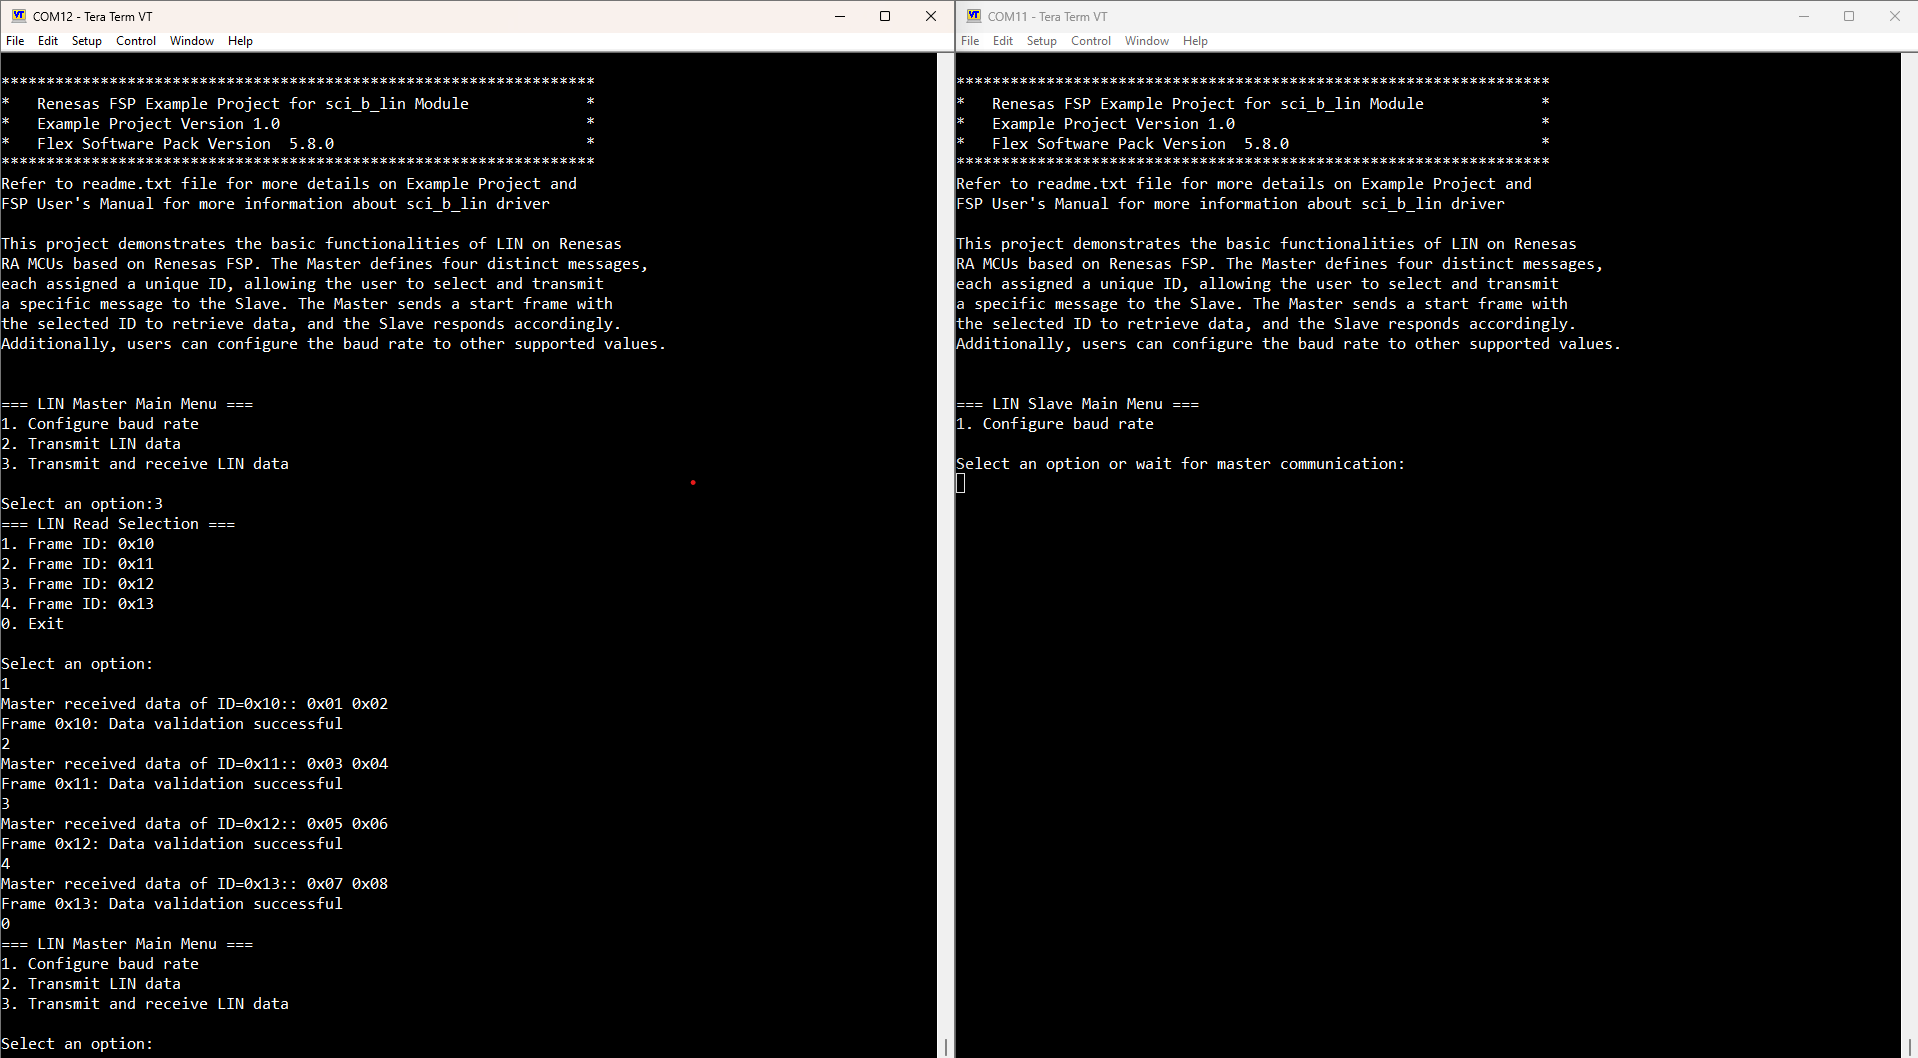 COM12 - Tera Term VT
File Edit Setup Control Window Help
******************************************************************
*   Renesas FSP Example Project for sci_b_lin Module             *
*   Example Project Version 1.0                                  *
*   Flex Software Pack Version  5.8.0                            *
******************************************************************
Refer to readme.txt file for more details on Example Project and
FSP User's Manual for more information about sci_b_lin driver
This project demonstrates the basic functionalities of LIN on Renesas
RA MCUs based on Renesas FSP. The Master defines four distinct messages,
each assigned a unique ID, allowing the user to select and transmit
a specific message to the Slave. The Master sends a start frame with
the selected ID to retrieve data, and the Slave responds accordingly.
Additionally, users can configure the baud rate to other supported values.
=== LIN Master Main Menu ===
1. Configure baud rate
2. Transmit LIN data
3. Transmit and receive LIN data
Select an option:3
=== LIN Read Selection ===
1. Frame ID: 0x10
2. Frame ID: 0x11
3. Frame ID: 0x12
4. Frame ID: 0x13
0. Exit
Select an option:
1
Master received data of ID=0x10:: 0x01 0x02
Frame 0x10: Data validation successful
2
Master received data of ID=0x11:: 0x03 0x04
Frame 0x11: Data validation successful
3
Master received data of ID=0x12:: 0x05 0x06
Frame 0x12: Data validation successful
4
Master received data of ID=0x13:: 0x07 0x08
Frame 0x13: Data validation successful
0
=== LIN Master Main Menu ===
1. Configure baud rate
2. Transmit LIN data
3. Transmit and receive LIN data
Select an option:
COM11 - Tera Term VT
File Edit Setup Control Window Help
******************************************************************
*   Renesas FSP Example Project for sci_b_lin Module             *
*   Example Project Version 1.0                                  *
*   Flex Software Pack Version  5.8.0                            *
******************************************************************
Refer to readme.txt file for more details on Example Project and
FSP User's Manual for more information about sci_b_lin driver
This project demonstrates the basic functionalities of LIN on Renesas
RA MCUs based on Renesas FSP. The Master defines four distinct messages,
each assigned a unique ID, allowing the user to select and transmit
a specific message to the Slave. The Master sends a start frame with
the selected ID to retrieve data, and the Slave responds accordingly.
Additionally, users can configure the baud rate to other supported values.
=== LIN Slave Main Menu ===
1. Configure baud rate
Select an option or wait for master communication: